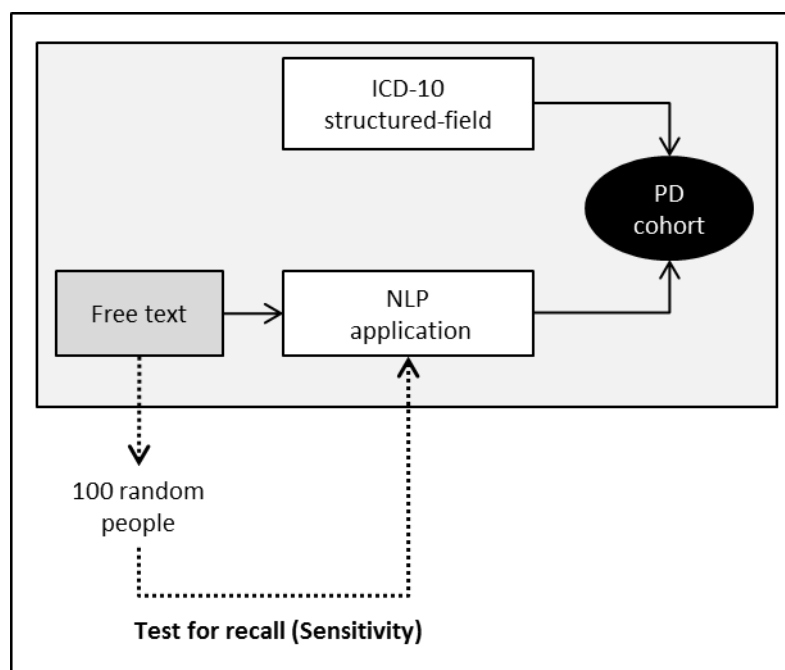 ICD-10
structured-field
PD
cohort
Free text
NLP
application
100 random
people
Test for recall (Sensitivity)